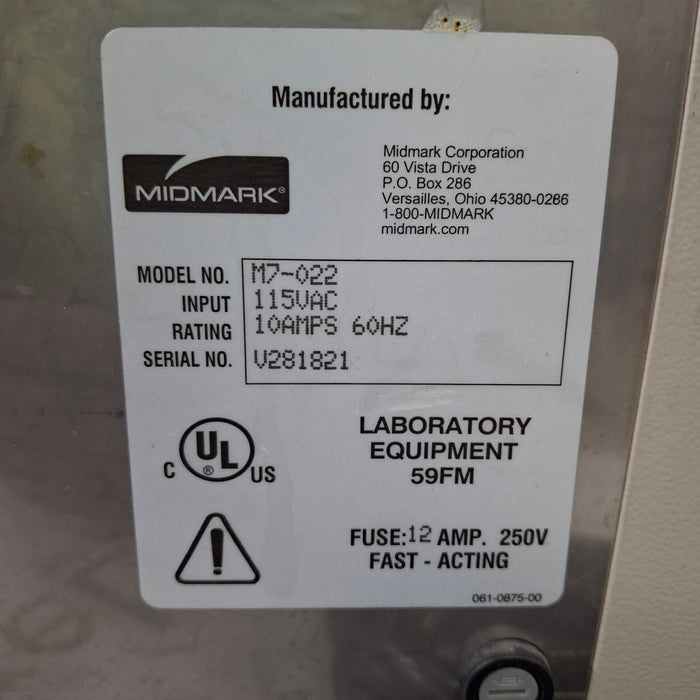 Manufactured by:
MIDMARK®
Midmark Corporation
60 Vista Drive
P.O. Box 286
Versailles, Ohio 45380-0286
1-800-MIDMARK
midmark.com
MODEL NO. M7-022
INPUT 115VAC
RATING 10AMPS 60HZ
SERIAL NO. V281821
C UL® US
LABORATORY
EQUIPMENT
59FM
FUSE:12 AMP. 250V
FAST - ACTING
061-0875-00